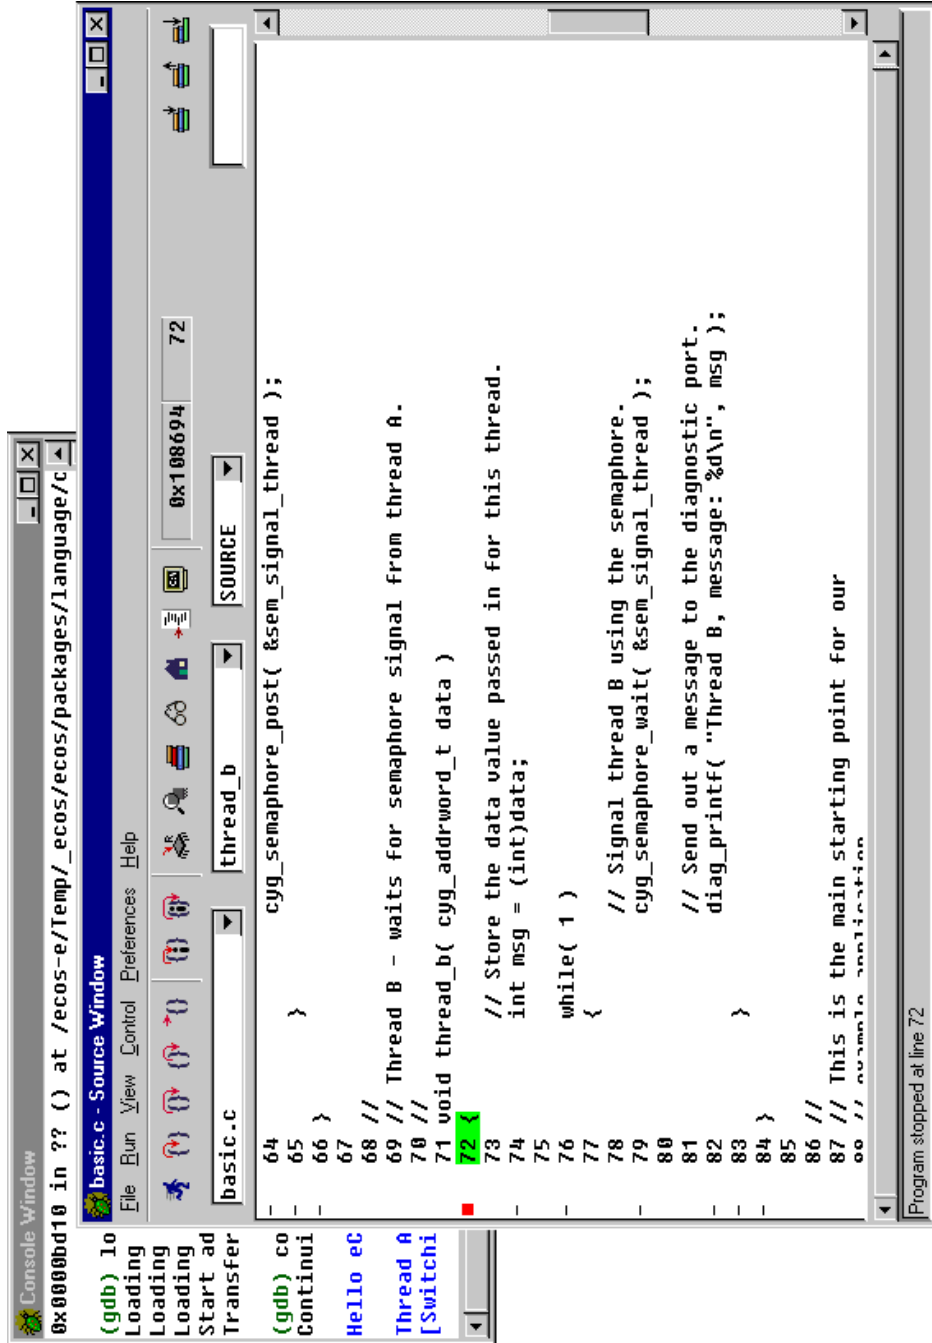 Console Window
0x0000bd10 in ?? () at /ecos-e/Temp/_ecos/ecos/packages/language/c
(gdb) lo
Loading
Loading
Loading
Start ad
Transfer
(gdb) co
Continui
Hello eC
Thread A
[Switchi
basic.c - Source Window
File Run View Control Preferences Help
0x108694 72
basic.c thread_b SOURCE
64 cyg_semaphore_post( &sem_signal_thread );
65 }
66 }
67
68 //
69 // Thread B - waits for semaphore signal from thread A.
70 //
71 void thread_b( cyg_addrword_t data )
72 {
73 // Store the data value passed in for this thread.
74 int msg = (int)data;
75
76 while( 1 )
77 {
78 // Signal thread B using the semaphore.
79 cyg_semaphore_wait( &sem_signal_thread );
80
81 // Send out a message to the diagnostic port.
82 diag_printf( "Thread B, message: %d\n", msg );
83 }
84 }
85
86 //
87 // This is the main starting point for our
88 // example application
Program stopped at line 72